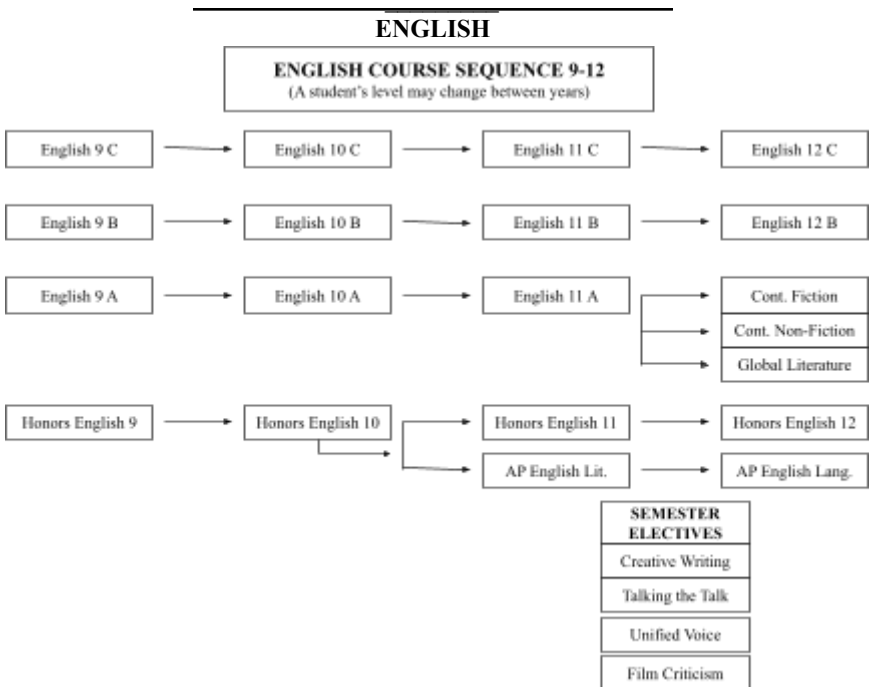 ENGLISH
ENGLISH COURSE SEQUENCE 9-12
(A student's level may change between years)
English 9 C
English 10 C
English 11 C
English 12 C
English 9 B
English 10 B
English 11 B
English 12 B
English 9 A
English 10 A
English 11 A
Cont. Fiction
Cont. Non-Fiction
Global Literature
Honors English 9
Honors English 10
Honors English 11
Honors English 12
AP English Lit.
AP English Lang.
SEMESTER
ELECTIVES
Creative Writing
Talking the Talk
Unified Voice
Film Criticism